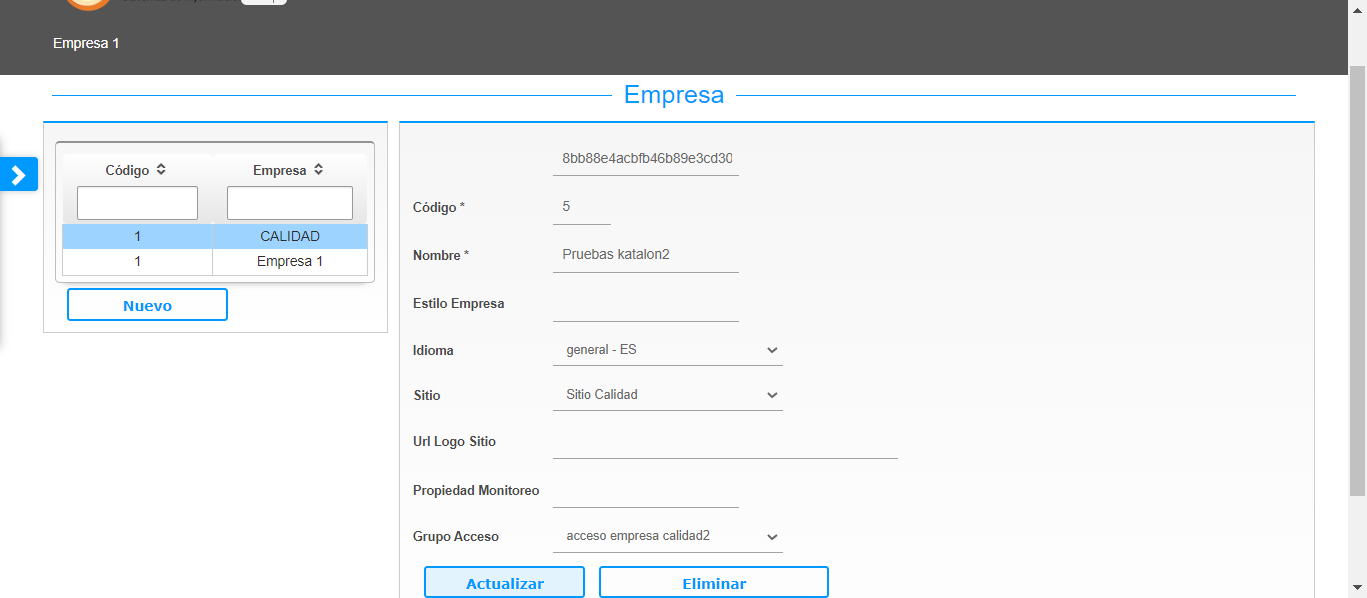 Empresa 1
Empresa
Código Empresa
1 CALIDAD
1 Empresa 1
Nuevo
8bb88e4acbfb46b89e3cd30
Código * 5
Nombre * Pruebas katalon2
Estilo Empresa
Idioma general - ES
Sitio Sitio Calidad
Url Logo Sitio
Propiedad Monitoreo
Grupo Acceso acceso empresa calidad2
Actualizar Eliminar